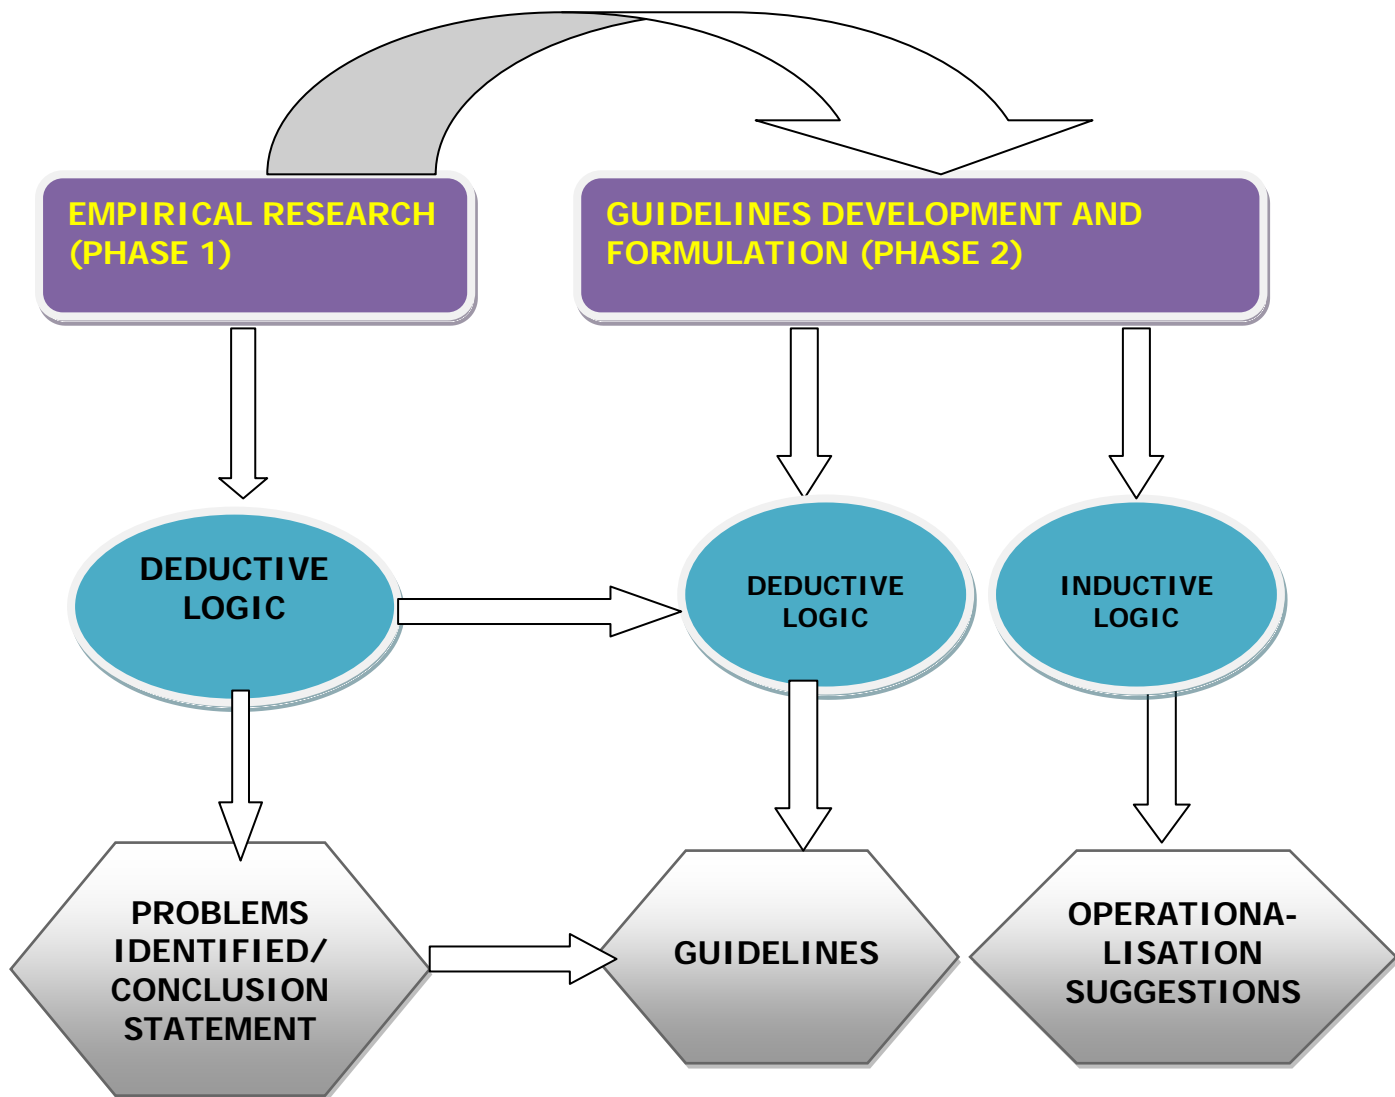 EMPIRICAL RESEARCH
(PHASE 1)
GUIDELINES DEVELOPMENT AND
FORMULATION (PHASE 2)
DEDUCTIVE
LOGIC
DEDUCTIVE
LOGIC
INDUCTIVE
LOGIC
PROBLEMS
IDENTIFIED/
CONCLUSION
STATEMENT
GUIDELINES
OPERATIONA-
LISATION
SUGGESTIONS